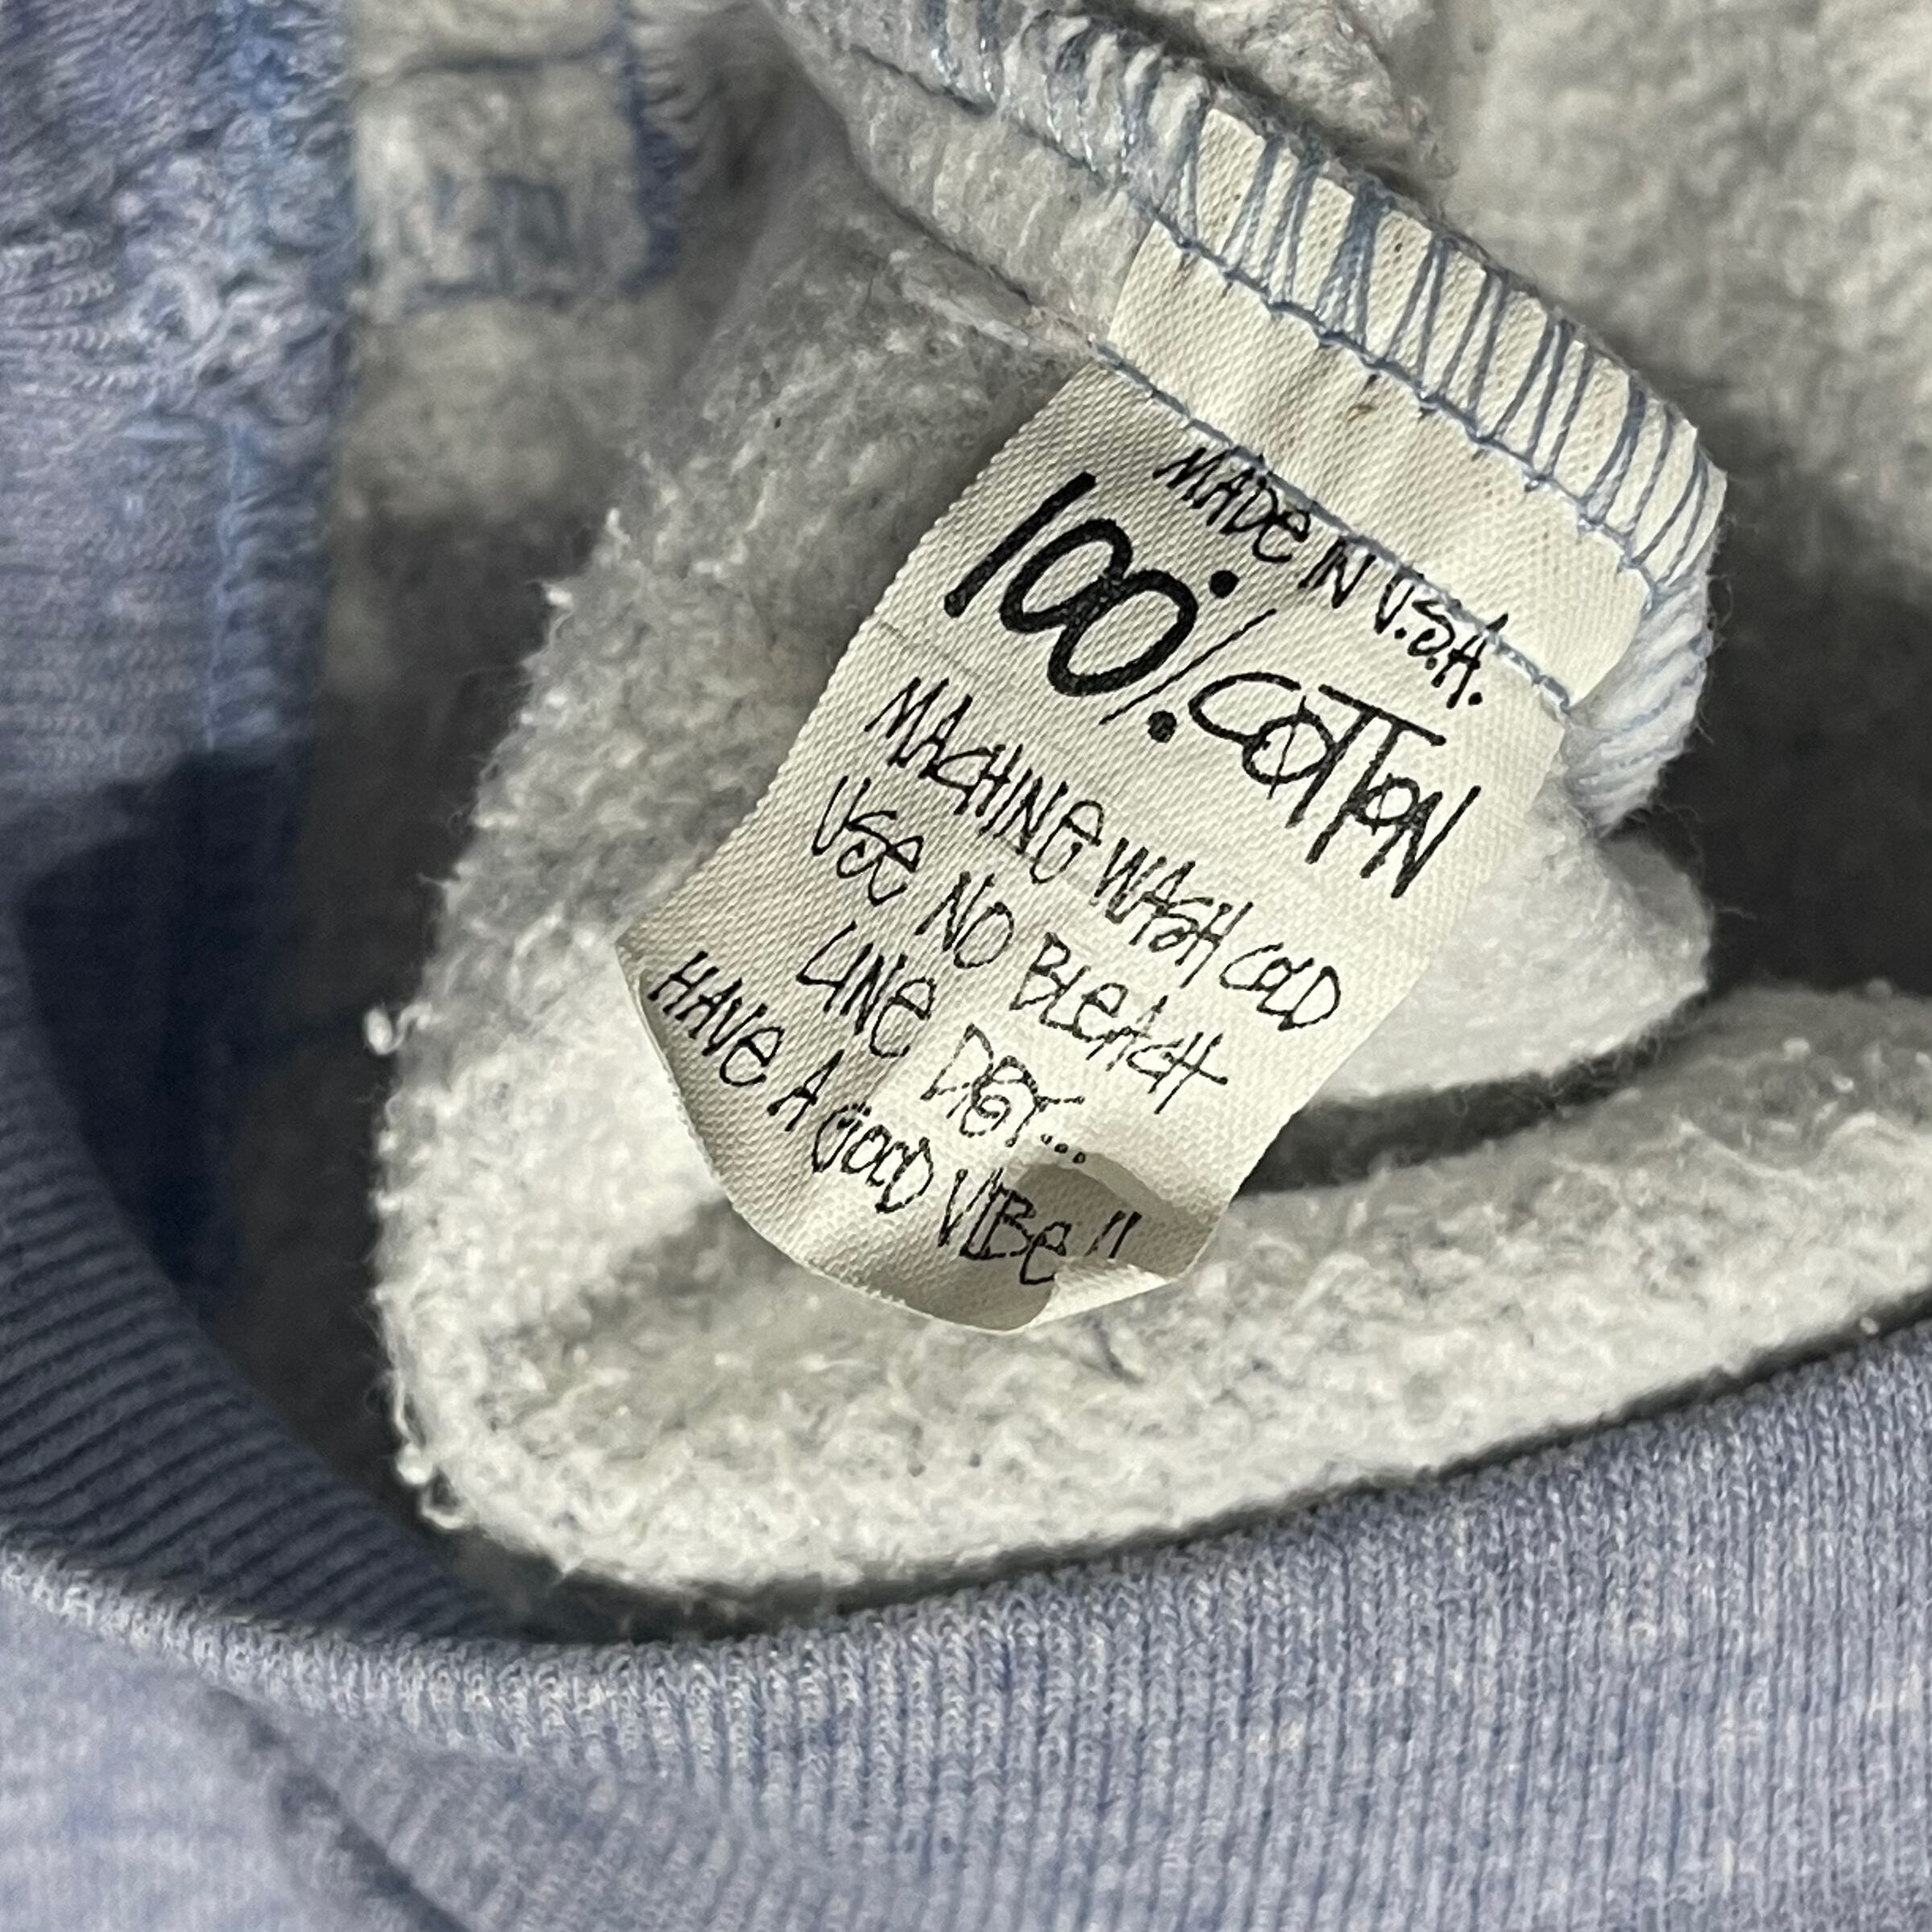 MADe IN U.S.A.
100% COTTON
MACHINe WASH COLD
USe NO BLeACH
LINe DRY...
HAVe A GOOD VIBe!!